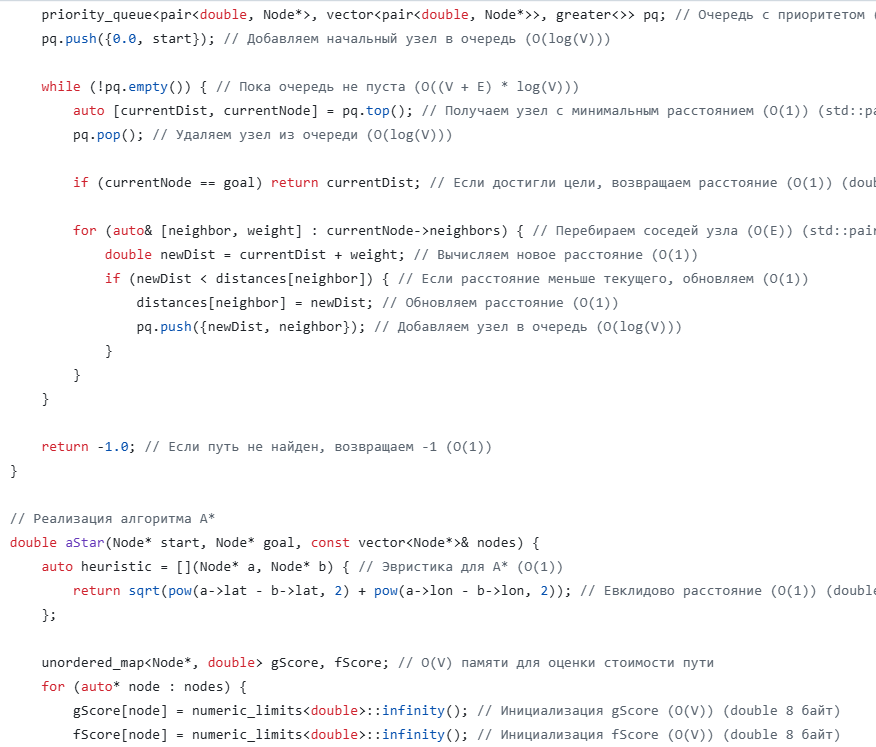 priority_queue<pair<double, Node*>, vector<pair<double, Node*>>, greater<>> pq; // Очередь с приоритетом (
pq.push({0.0, start}); // Добавляем начальный узел в очередь (O(log(V)))
while (!pq.empty()) { // Пока очередь не пуста (O((V + E) * log(V)))
auto [currentDist, currentNode] = pq.top(); // Получаем узел с минимальным расстоянием (O(1)) (std::pa
pq.pop(); // Удаляем узел из очереди (O(log(V)))
if (currentNode == goal) return currentDist; // Если достигли цели, возвращаем расстояние (O(1)) (doub
for (auto& [neighbor, weight] : currentNode->neighbors) { // Перебираем соседей узла (O(E)) (std::pair
double newDist = currentDist + weight; // Вычисляем новое расстояние (O(1))
if (newDist < distances[neighbor]) { // Если расстояние меньше текущего, обновляем (O(1))
distances[neighbor] = newDist; // Обновляем расстояние (O(1))
pq.push({newDist, neighbor}); // Добавляем узел в очередь (O(log(V)))
}
}
}
return -1.0; // Если путь не найден, возвращаем -1 (O(1))
}
// Реализация алгоритма A*
double aStar(Node* start, Node* goal, const vector<Node*>& nodes) {
auto heuristic = [](Node* a, Node* b) { // Эвристика для A* (O(1))
return sqrt(pow(a->lat - b->lat, 2) + pow(a->lon - b->lon, 2)); // Евклидово расстояние (O(1)) (double
};
unordered_map<Node*, double> gScore, fScore; // O(V) памяти для оценки стоимости пути
for (auto* node : nodes) {
gScore[node] = numeric_limits<double>::infinity(); // Инициализация gScore (O(V)) (double 8 байт)
fScore[node] = numeric_limits<double>::infinity(); // Инициализация fScore (O(V)) (double 8 байт)